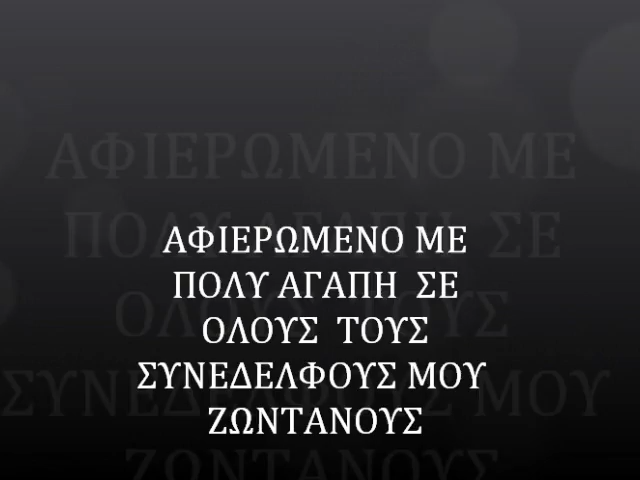 ΑΦΙΕΡΩΜΕΝΟ ΜΕ
ΠΟΛΥ ΑΓΑΠΗ ΣΕ
ΟΛΟΥΣ ΤΟΥΣ
ΣΥΝΕΔΕΛΦΟΥΣ ΜΟΥ
ΖΩΝΤΑΝΟΥΣ